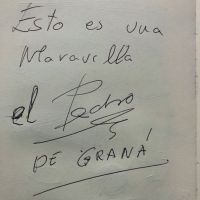 Esto es una
Maravilla
el Pedro
DE GRANÁ